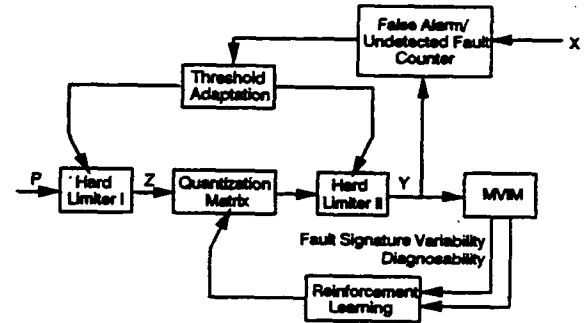 False Alarm/
Undetected Fault
Counter
X
Threshold
Adaptation
P
Hard
Limiter I
Z
Quantization
Matrix
Hard
Limiter II
Y
MVIM
Fault Signature Variability
Diagnosability
Reinforcement
Learning